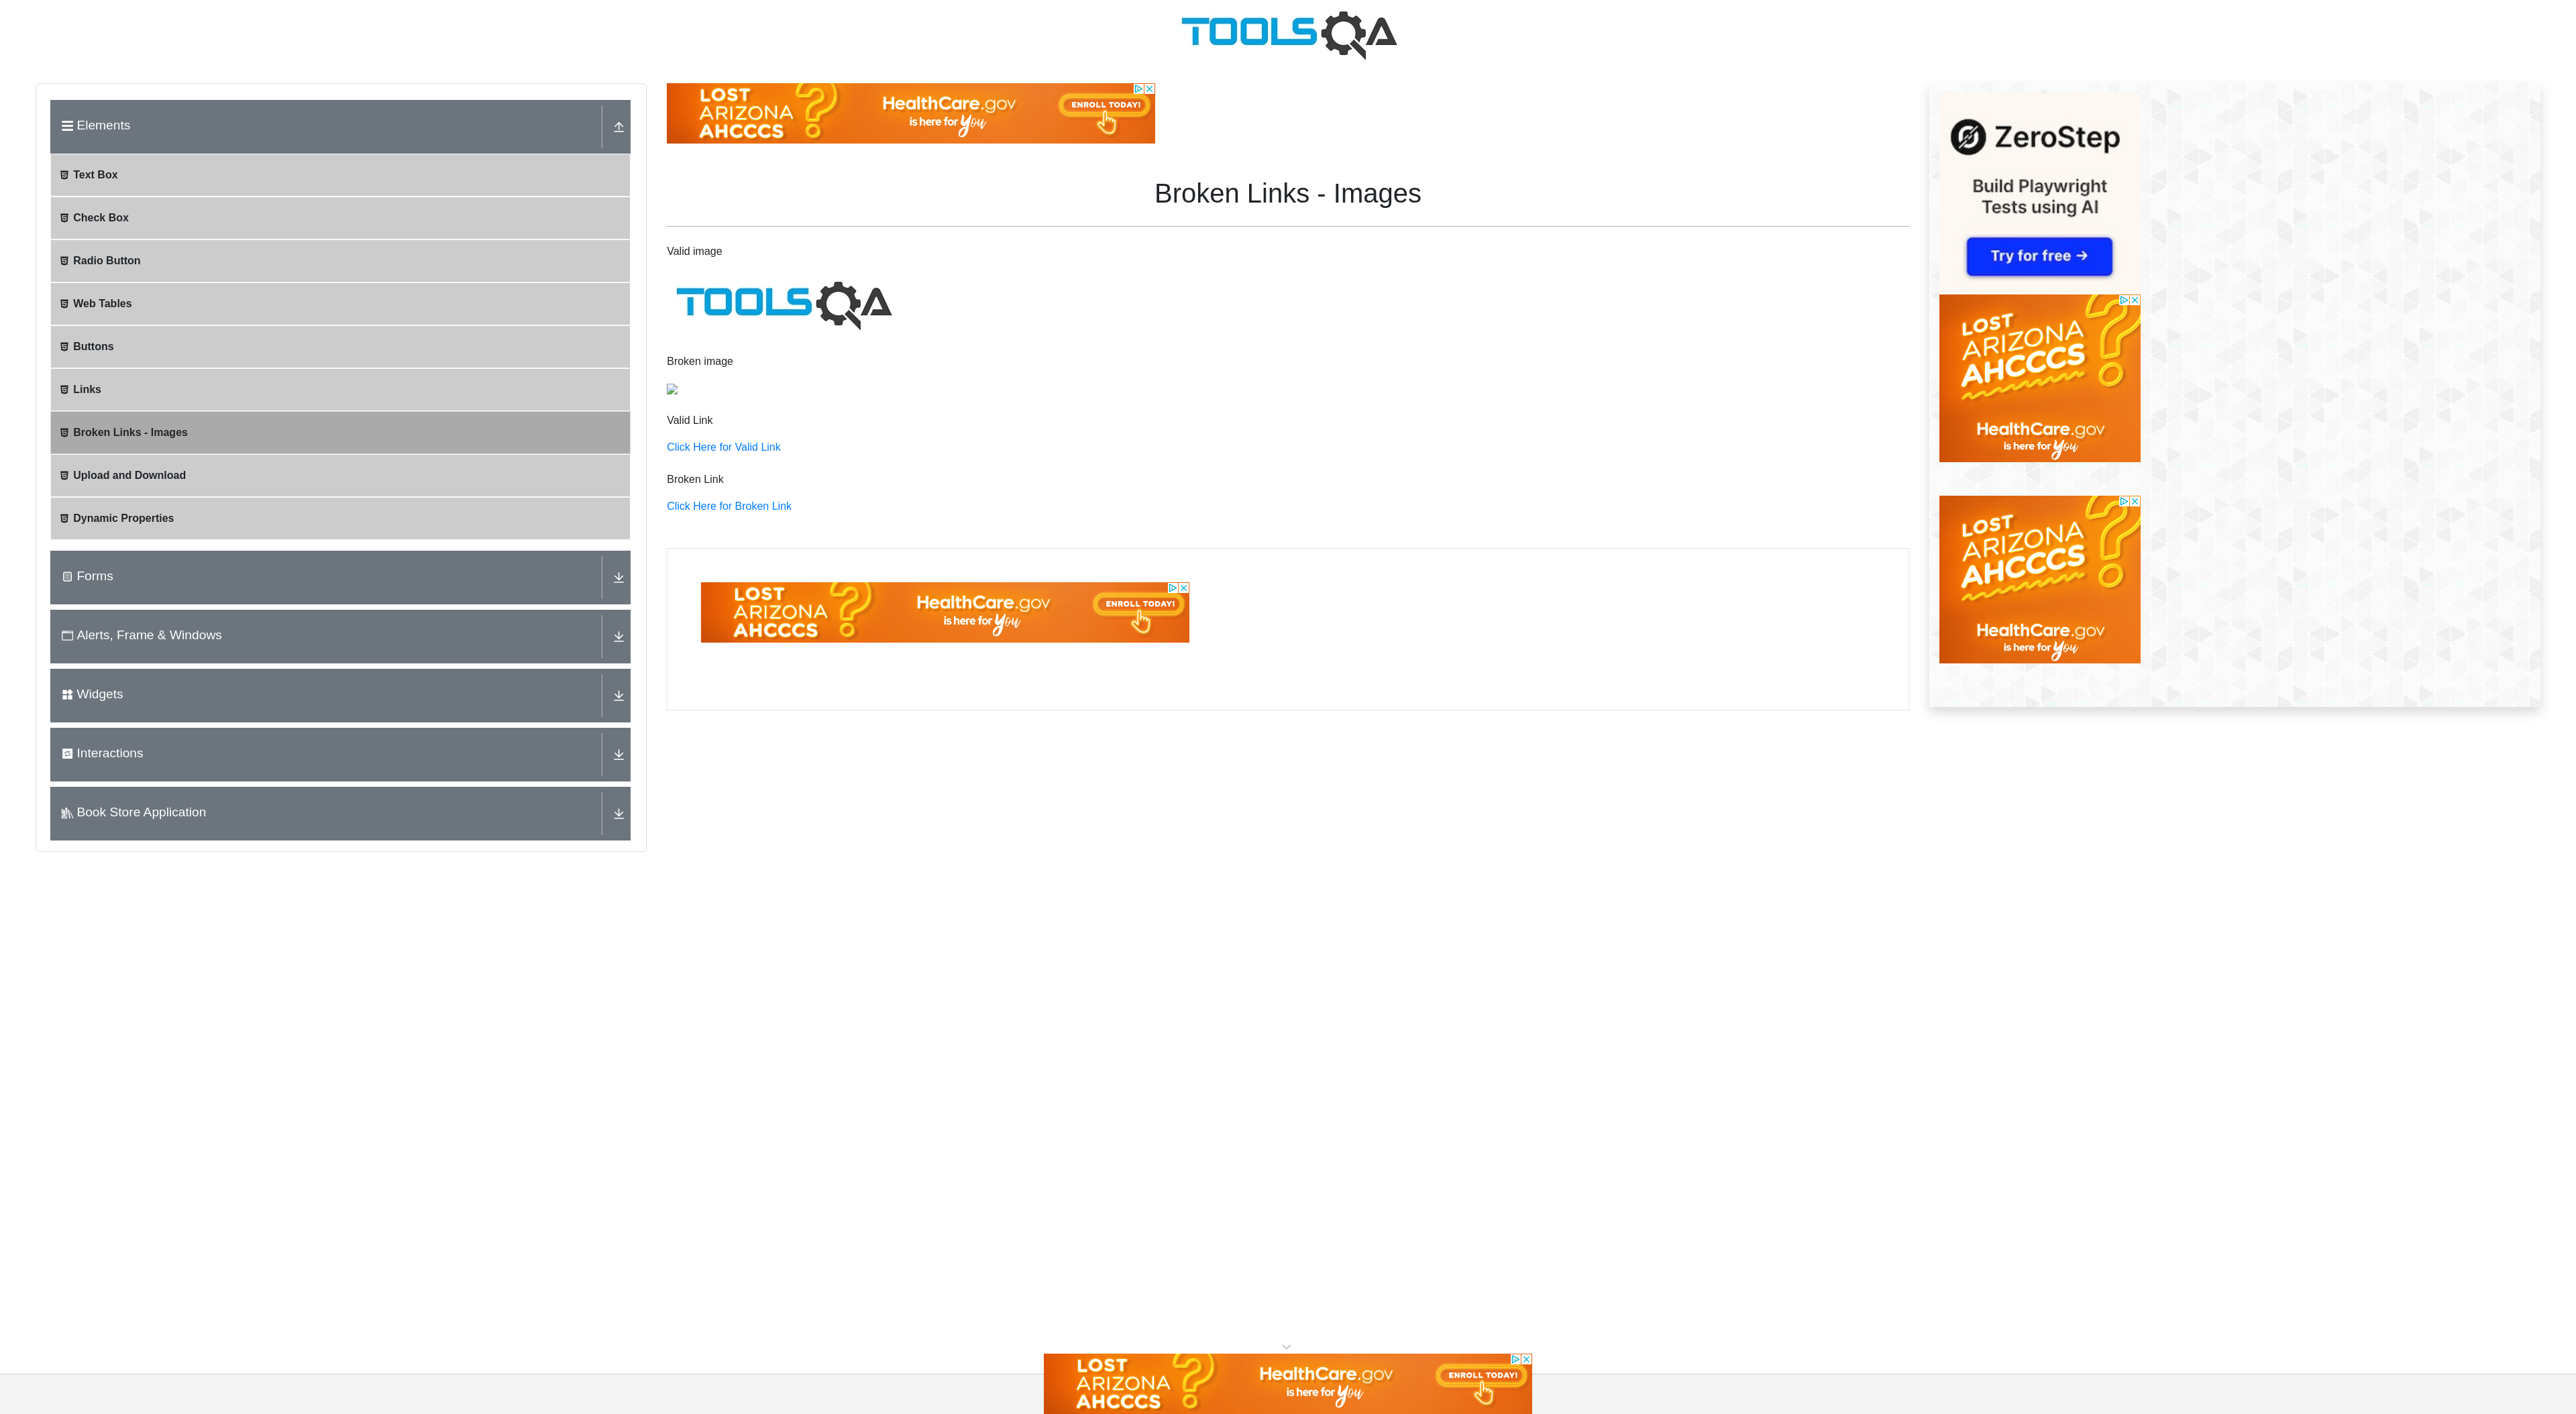 TOOLSQA
Elements
Text Box
Check Box
Radio Button
Web Tables
Buttons
Links
Broken Links - Images
Upload and Download
Dynamic Properties
Forms
Alerts, Frame & Windows
Widgets
Interactions
Book Store Application
LOST
ARIZONA
AHCCCS
?
HealthCare.gov
is here for you
ENROLL TODAY!
Broken Links - Images
Valid image
TOOLSQA
Broken image
Valid Link
Click Here for Valid Link
Broken Link
Click Here for Broken Link
LOST
ARIZONA
AHCCCS
?
HealthCare.gov
is here for you
ENROLL TODAY!
ZeroStep
Build Playwright
Tests using AI
Try for free →
LOST
ARIZONA
AHCCCS
?
HealthCare.gov
is here for you
LOST
ARIZONA
AHCCCS
?
HealthCare.gov
is here for you
LOST
ARIZONA
AHCCCS
?
HealthCare.gov
is here for you
ENROLL TODAY!